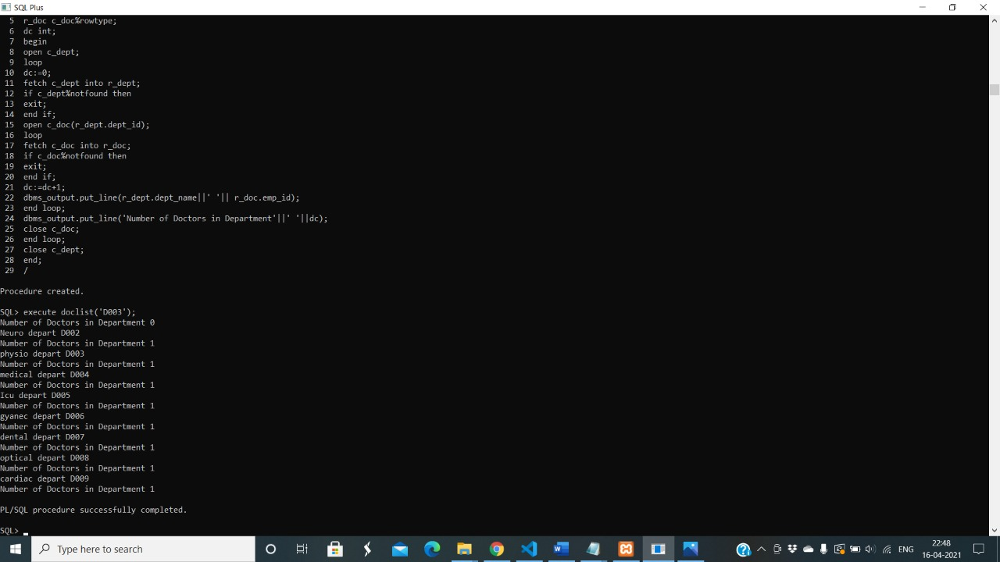 SQL Plus
5 r_doc c_doc%rowtype;
6 dc int;
7 begin
8 open c_dept;
9 loop
10 dc:=0;
11 fetch c_dept into r_dept;
12 if c_dept%notfound then
13 exit;
14 end if;
15 open c_doc(r_dept.dept_id);
16 loop
17 fetch c_doc into r_doc;
18 if c_doc%notfound then
19 exit;
20 end if;
21 dc:=dc+1;
22 dbms_output.put_line(r_dept.dept_name||' '|| r_doc.emp_id);
23 end loop;
24 dbms_output.put_line('Number of Doctors in Department'||' '||dc);
25 close c_doc;
26 end loop;
27 close c_dept;
28 end;
29 /
Procedure created.
SQL> execute doclist('D003');
Number of Doctors in Department 0
Neuro depart D002
Number of Doctors in Department 1
physio depart D003
Number of Doctors in Department 1
medical depart D004
Number of Doctors in Department 1
Icu depart D005
Number of Doctors in Department 1
gyanec depart D006
Number of Doctors in Department 1
dental depart D007
Number of Doctors in Department 1
optical depart D008
Number of Doctors in Department 1
cardiac depart D009
Number of Doctors in Department 1
PL/SQL procedure successfully completed.
SQL>
Type here to search
ENG
22:48
16-04-2021